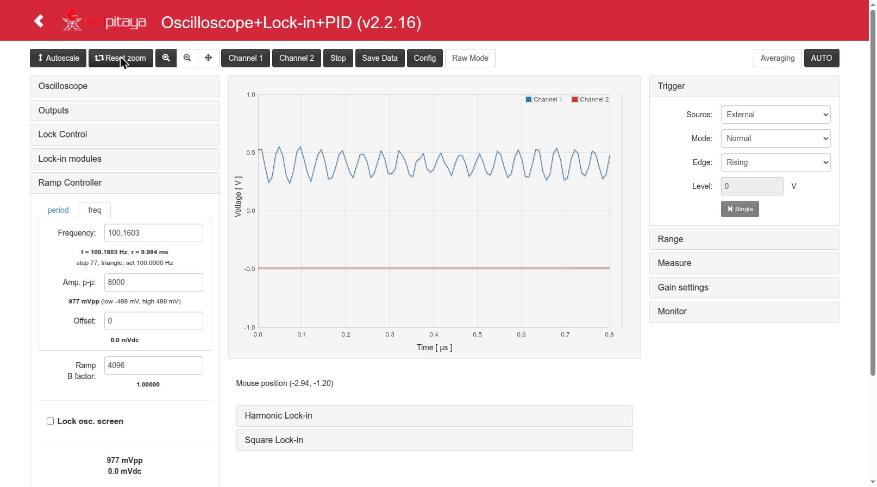 pitaya
Oscilloscope+Lock-in+PID (v2.2.16)
Autoscale
Reset zoom
Channel 1
Channel 2
Stop
Save Data
Config
Raw Mode
Averaging
AUTO
Oscilloscope
Outputs
Lock Control
Lock-in modules
Ramp Controller
period
freq
Frequency: 100.1603
f = 100.1603 Hz, τ = 9.984 ms
step 77, triangle, set 100.0000 Hz
Amp. p-p: 8000
977 mVpp (low -488 mV, high 488 mV)
Offset: 0
0.0 mVdc
Ramp
B factor:
4096
1.00000
Lock osc. screen
977 mVpp
0.0 mVdc
Channel 1
Channel 2
Voltage [ V ]
1.0
0.5
0.0
-0.5
-1.0
0.0 0.1 0.2 0.3 0.4 0.5 0.6 0.7 0.8
Time [ µs ]
Mouse position (-2.94, -1.20)
Harmonic Lock-in
Square Lock-in
Trigger
Source: External
Mode: Normal
Edge: Rising
Level: 0 V
Single
Range
Measure
Gain settings
Monitor